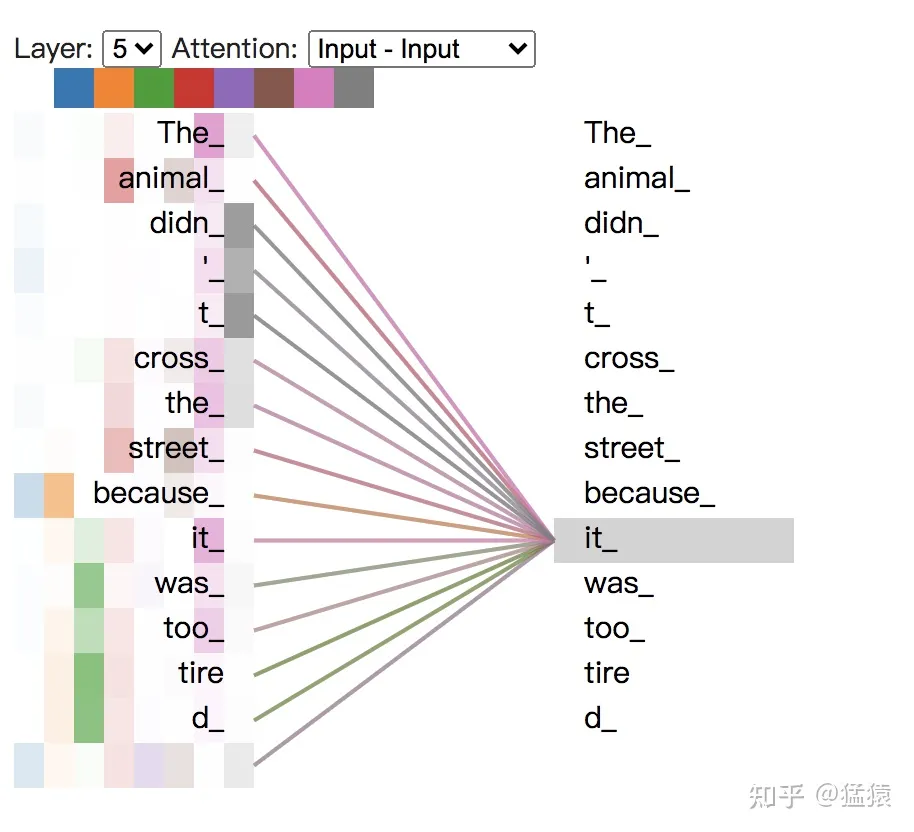 Layer: 5 Attention: Input - Input
The_ The_
animal_ animal_
didn_ didn_
'_ '_
t_ t_
cross_ cross_
the_ the_
street_ street_
because_ because_
it_ it_
was_ was_
too_ too_
tire tire
d_ d_
知乎 @猛猿